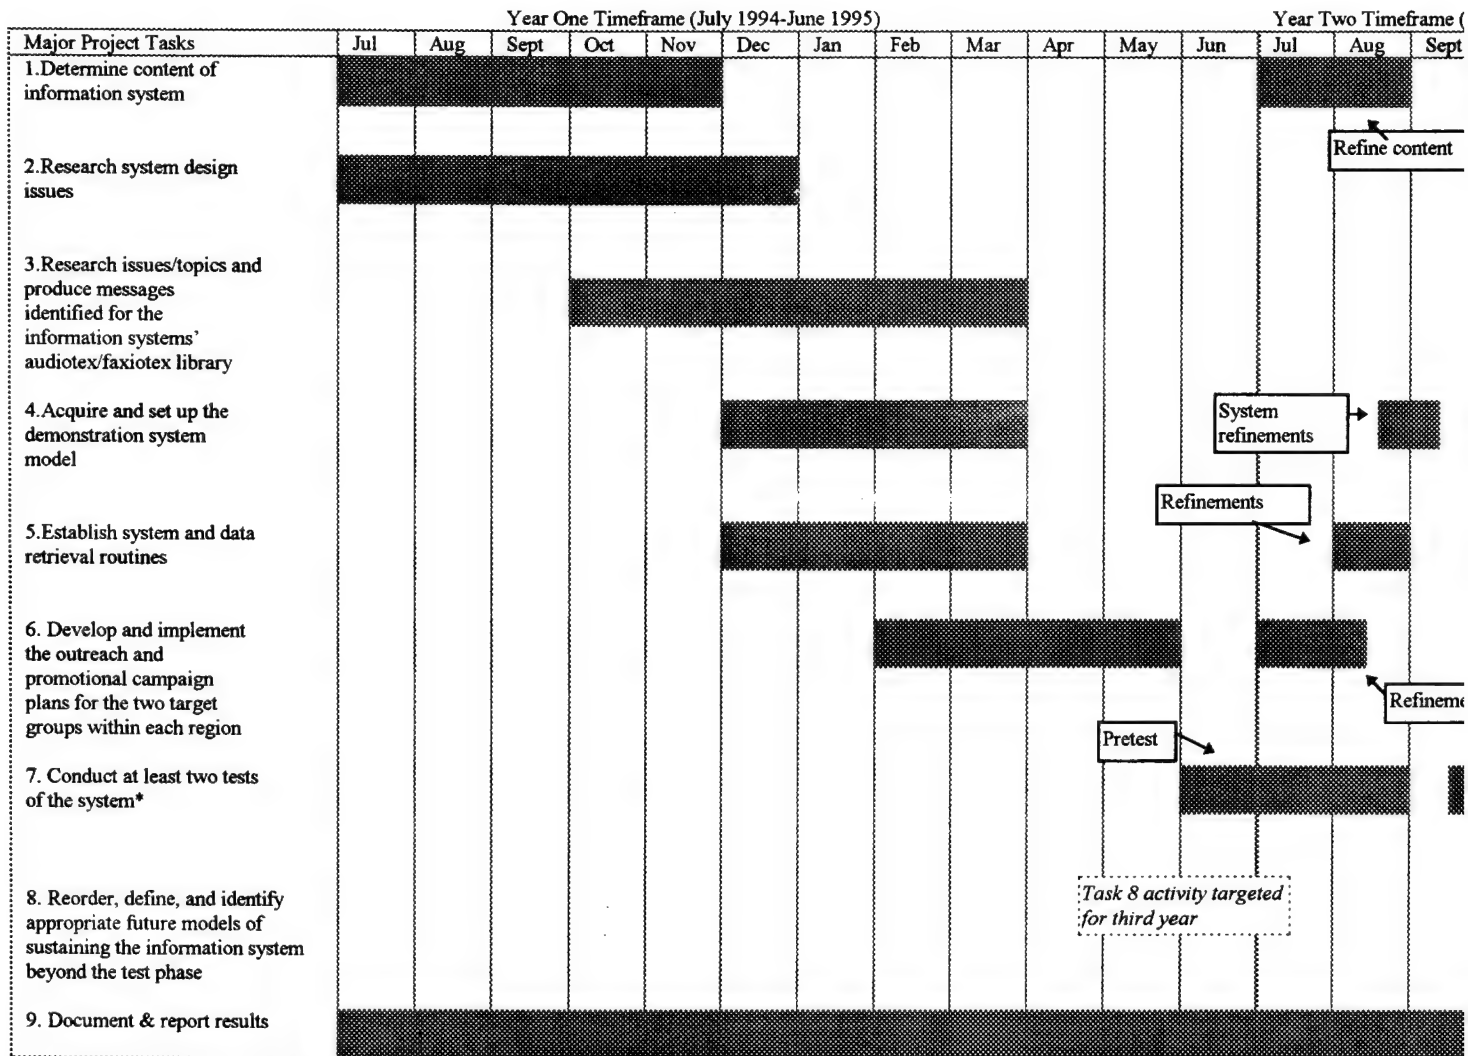 Year One Timeframe (July 1994-June 1995) Year Two Timeframe (
Major Project Tasks Jul Aug Sept Oct Nov Dec Jan Feb Mar Apr May Jun Jul Aug Sept
1.Determine content of
information system
Refine content
2.Research system design
issues
3.Research issues/topics and
produce messages
identified for the
information systems'
audiotex/faxiotex library
4.Acquire and set up the
demonstration system
model
System
refinements
Refinements
5.Establish system and data
retrieval routines
6. Develop and implement
the outreach and
promotional campaign
plans for the two target
groups within each region
Refineme
Pretest
7. Conduct at least two tests
of the system*
Task 8 activity targeted
for third year
8. Reorder, define, and identify
appropriate future models of
sustaining the information system
beyond the test phase
9. Document & report results